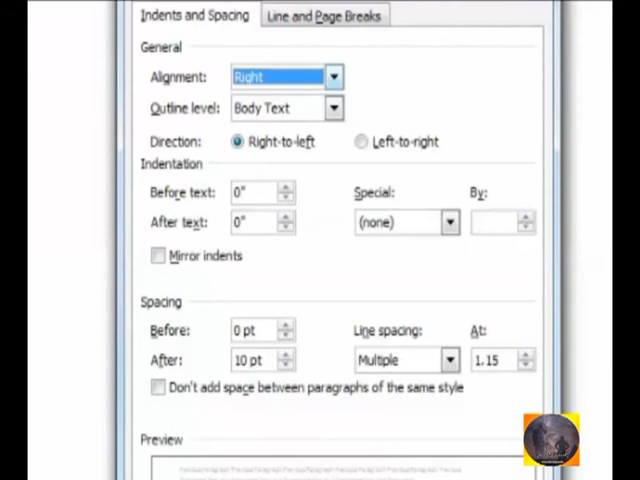 Indents and Spacing Line and Page Breaks
General
Alignment: Right
Outline level: Body Text
Direction: Right-to-left Left-to-right
Indentation
Before text: 0" Special: By:
After text: 0" (none)
Mirror indents
Spacing
Before: 0 pt Line spacing: At:
After: 10 pt Multiple 1.15
Don't add space between paragraphs of the same style
Preview